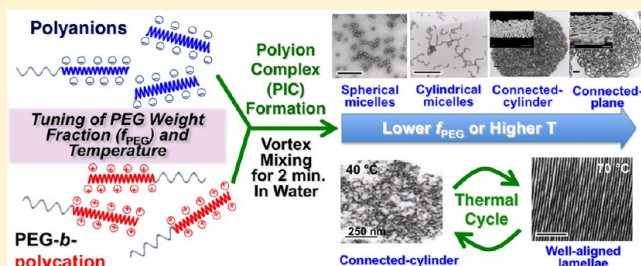 Polyanions
Tuning of PEG Weight
Fraction (fPEG) and
Temperature
PEG-b-
polycation
Polyion
Complex
(PIC)
Formation
Vortex
Mixing
for 2 min.
In Water
Spherical
micelles
Cylindrical
micelles
Connected-
cylinder
Connected-
plane
Lower fPEG or Higher T
40 °C
250 nm
Connected-cylinder
Thermal
Cycle
70 °C
Well-aligned
lamellae